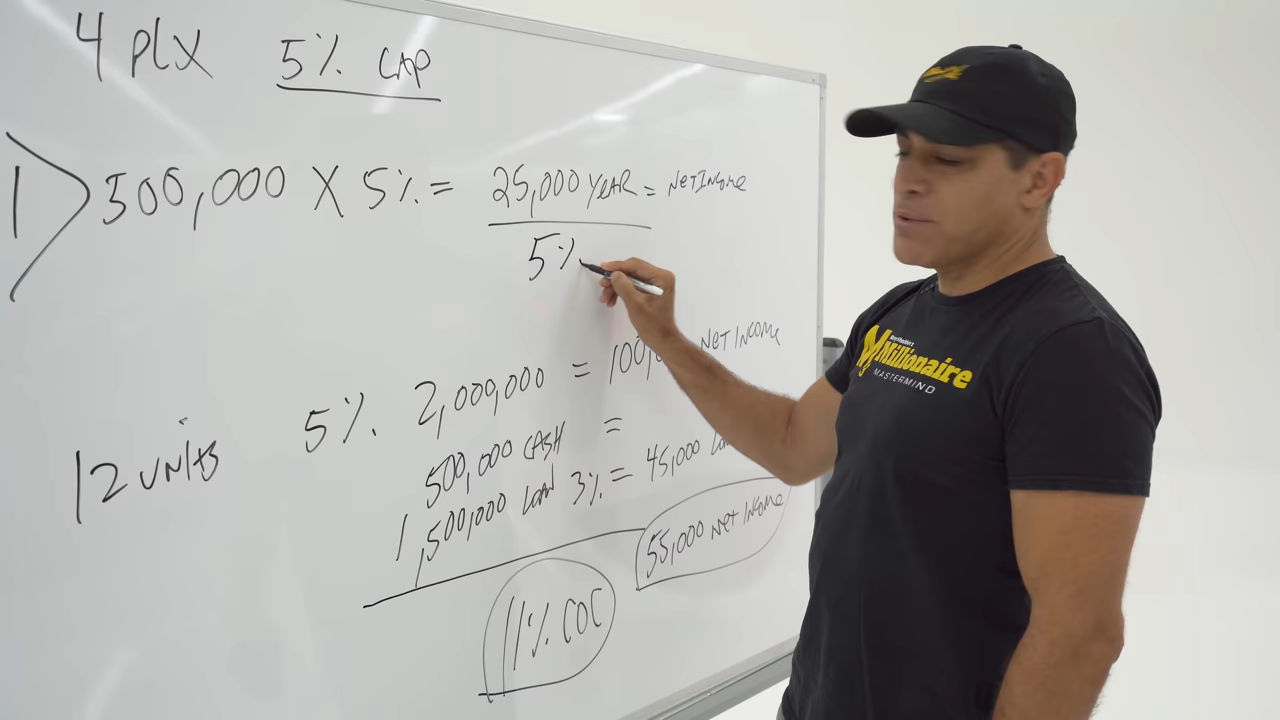 4 PLX 5% CAP
1) 500,000 X 5% = 25,000 YEAR = NET INCOME
5%
12 UNITS 5% 2,000,000 = 100, NET INCOME
500,000 CASH =
1,500,000 LOAN 3% = 45,000
55,000 NET INCOME
11% COC
Millionaire
MASTERMIND